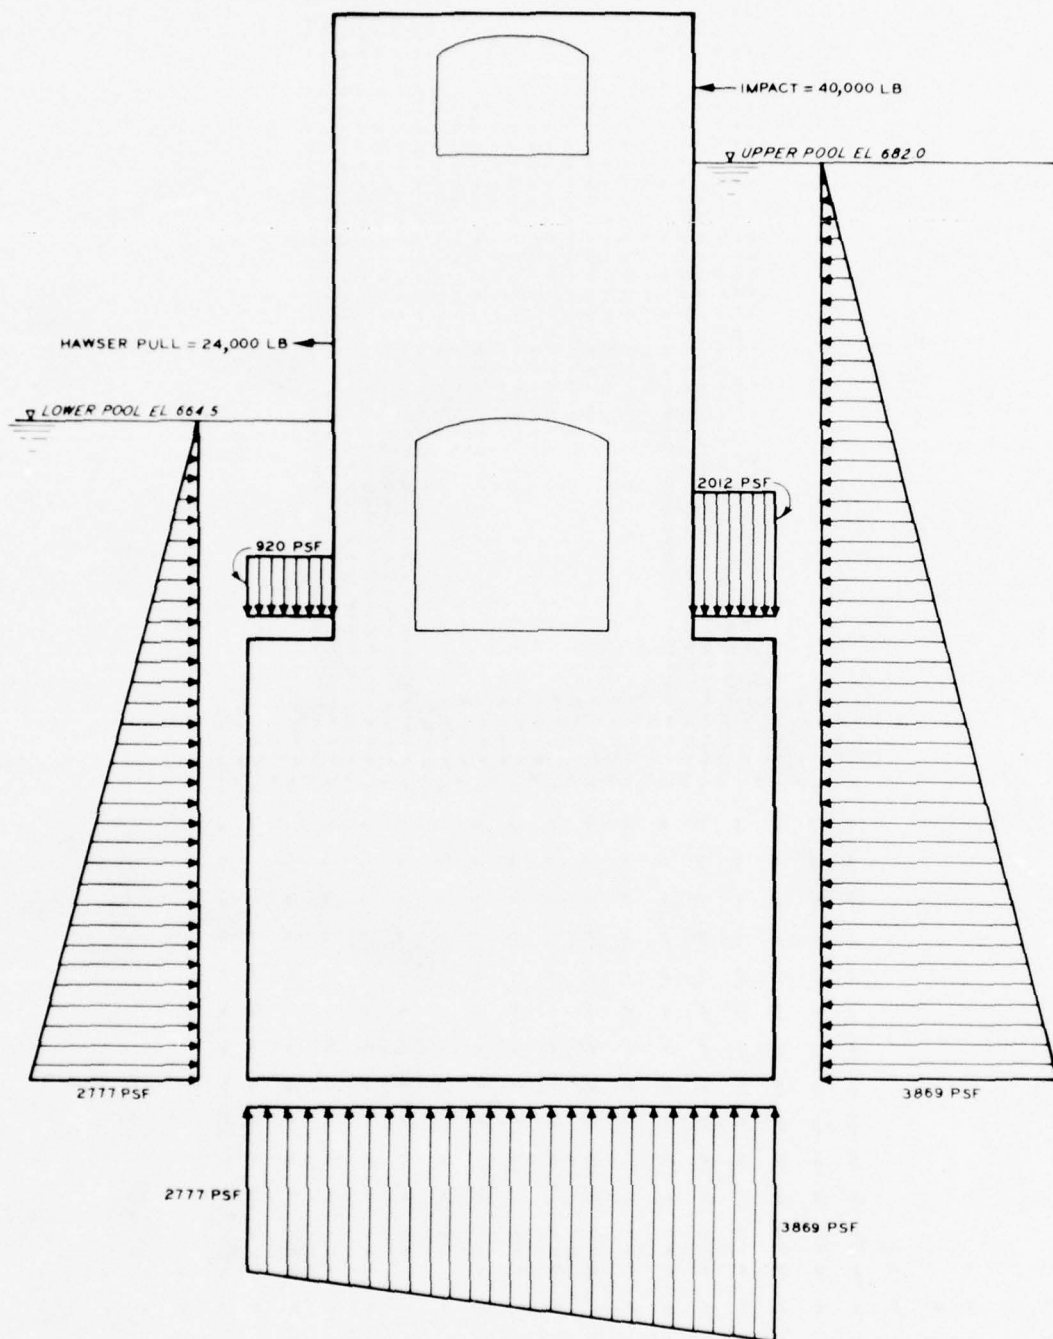 IMPACT = 40,000 LB
UPPER POOL EL 682.0
HAWSER PULL = 24,000 LB
LOWER POOL EL 664.5
2012 PSF
920 PSF
2777 PSF
3869 PSF
2777 PSF
3869 PSF